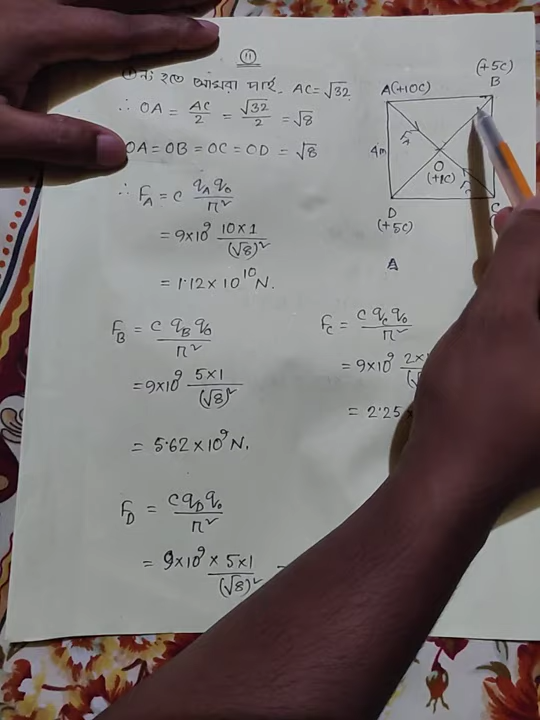 (ii)
নং হতে আমরা পাই, AC = √32
∴ OA = AC/2 = √32/2 = √8
OA = OB = OC = OD = √8
∴ F_A = C q_A q_0 / r²
= 9×10⁹ 10×1 / (√8)²
= 1.12 × 10¹⁰ N.
F_B = C q_B q_0 / r²
= 9×10⁹ 5×1 / (√8)²
= 5.62 × 10⁹ N.
F_D = C q_D q_0 / r²
= 9×10⁹ × 5×1 / (√8)² =
A(+10C)
(+5C)
B
4m
F_A
O
(+1C)
F_C
D
(+5C)
C
A
F_C = C q_C q_0 / r²
= 9×10⁹ 2×
= 2.25 ×